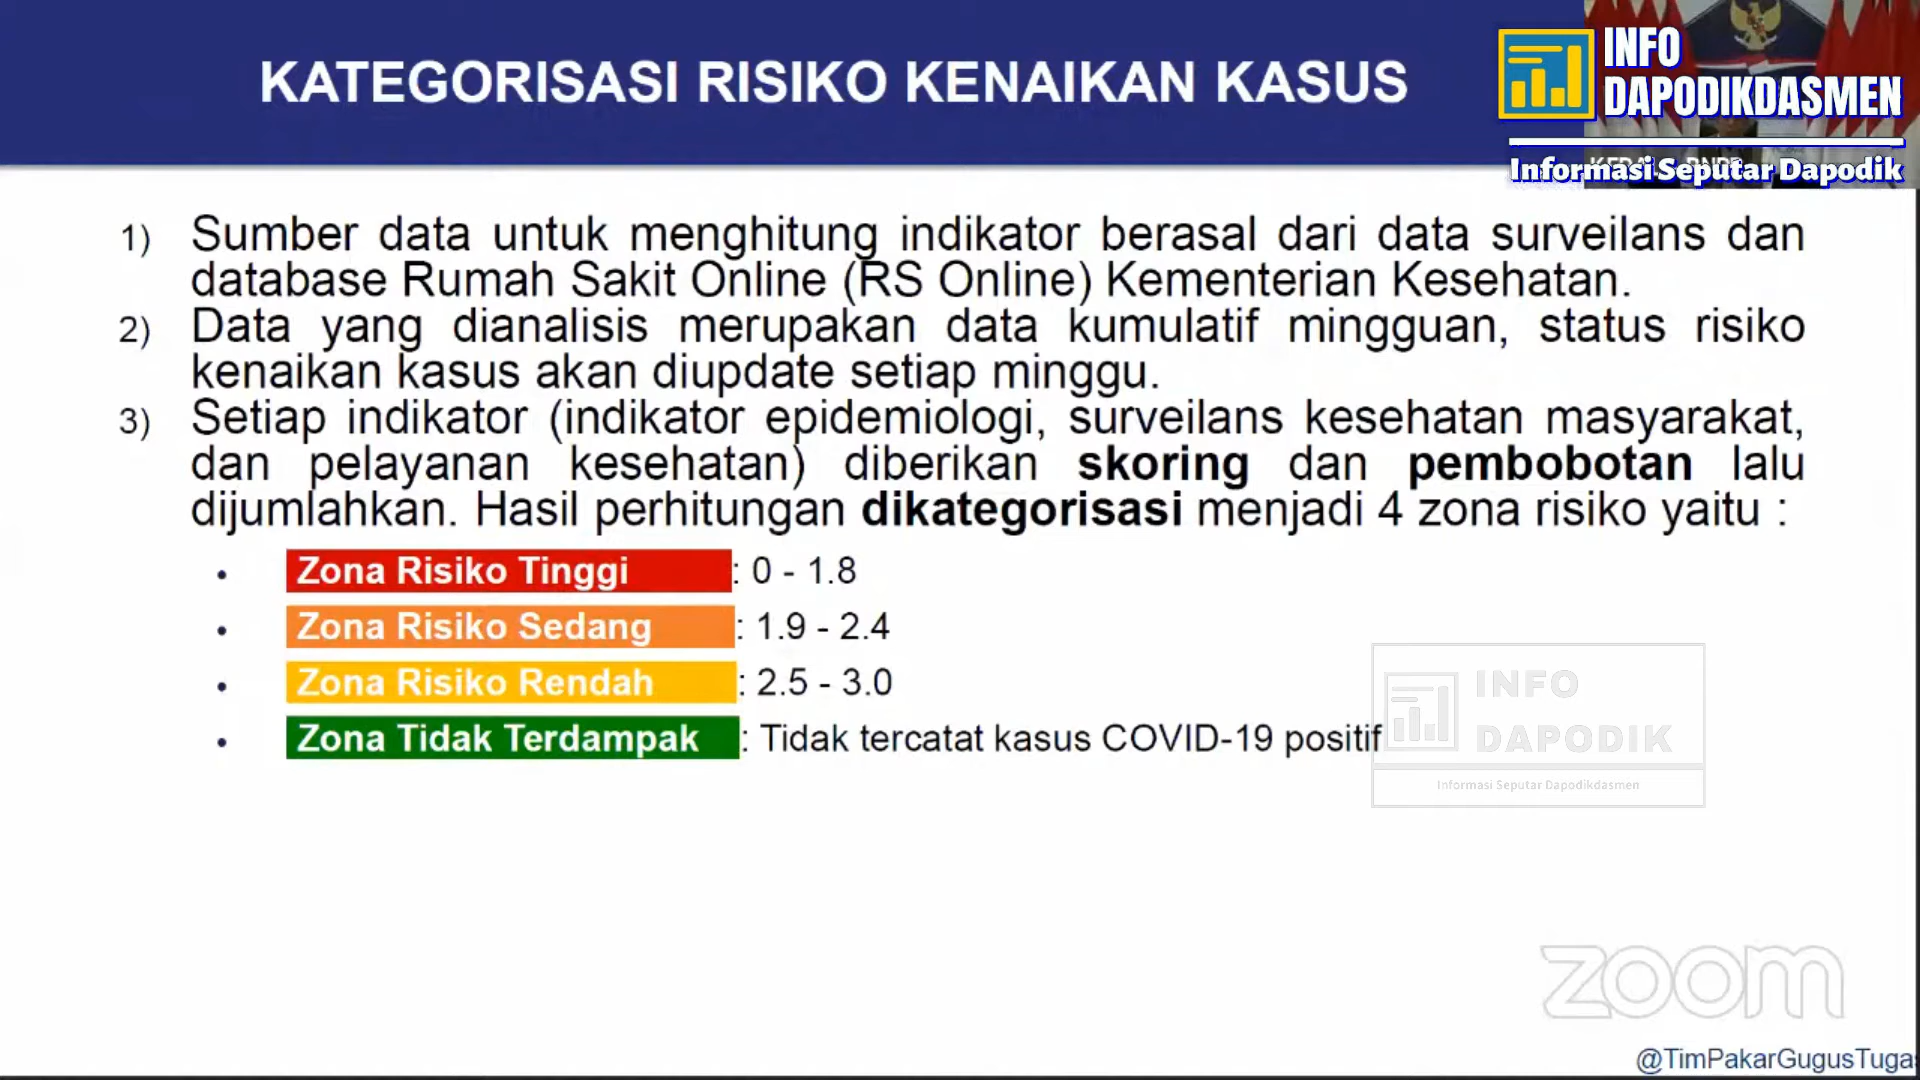 KATEGORISASI RISIKO KENAIKAN KASUS
INFO
DAPODIKDASMEN
Informasi Seputar Dapodik
1) Sumber data untuk menghitung indikator berasal dari data surveilans dan
database Rumah Sakit Online (RS Online) Kementerian Kesehatan.
2) Data yang dianalisis merupakan data kumulatif mingguan, status risiko
kenaikan kasus akan diupdate setiap minggu.
3) Setiap indikator (indikator epidemiologi, surveilans kesehatan masyarakat,
dan pelayanan kesehatan) diberikan skoring dan pembobotan lalu
dijumlahkan. Hasil perhitungan dikategorisasi menjadi 4 zona risiko yaitu :
• Zona Risiko Tinggi : 0 - 1.8
• Zona Risiko Sedang : 1.9 - 2.4
• Zona Risiko Rendah : 2.5 - 3.0
• Zona Tidak Terdampak : Tidak tercatat kasus COVID-19 positif
INFO
DAPODIK
Informasi Seputar Dapodikdasmen
zoom
@TimPakarGugusTugas